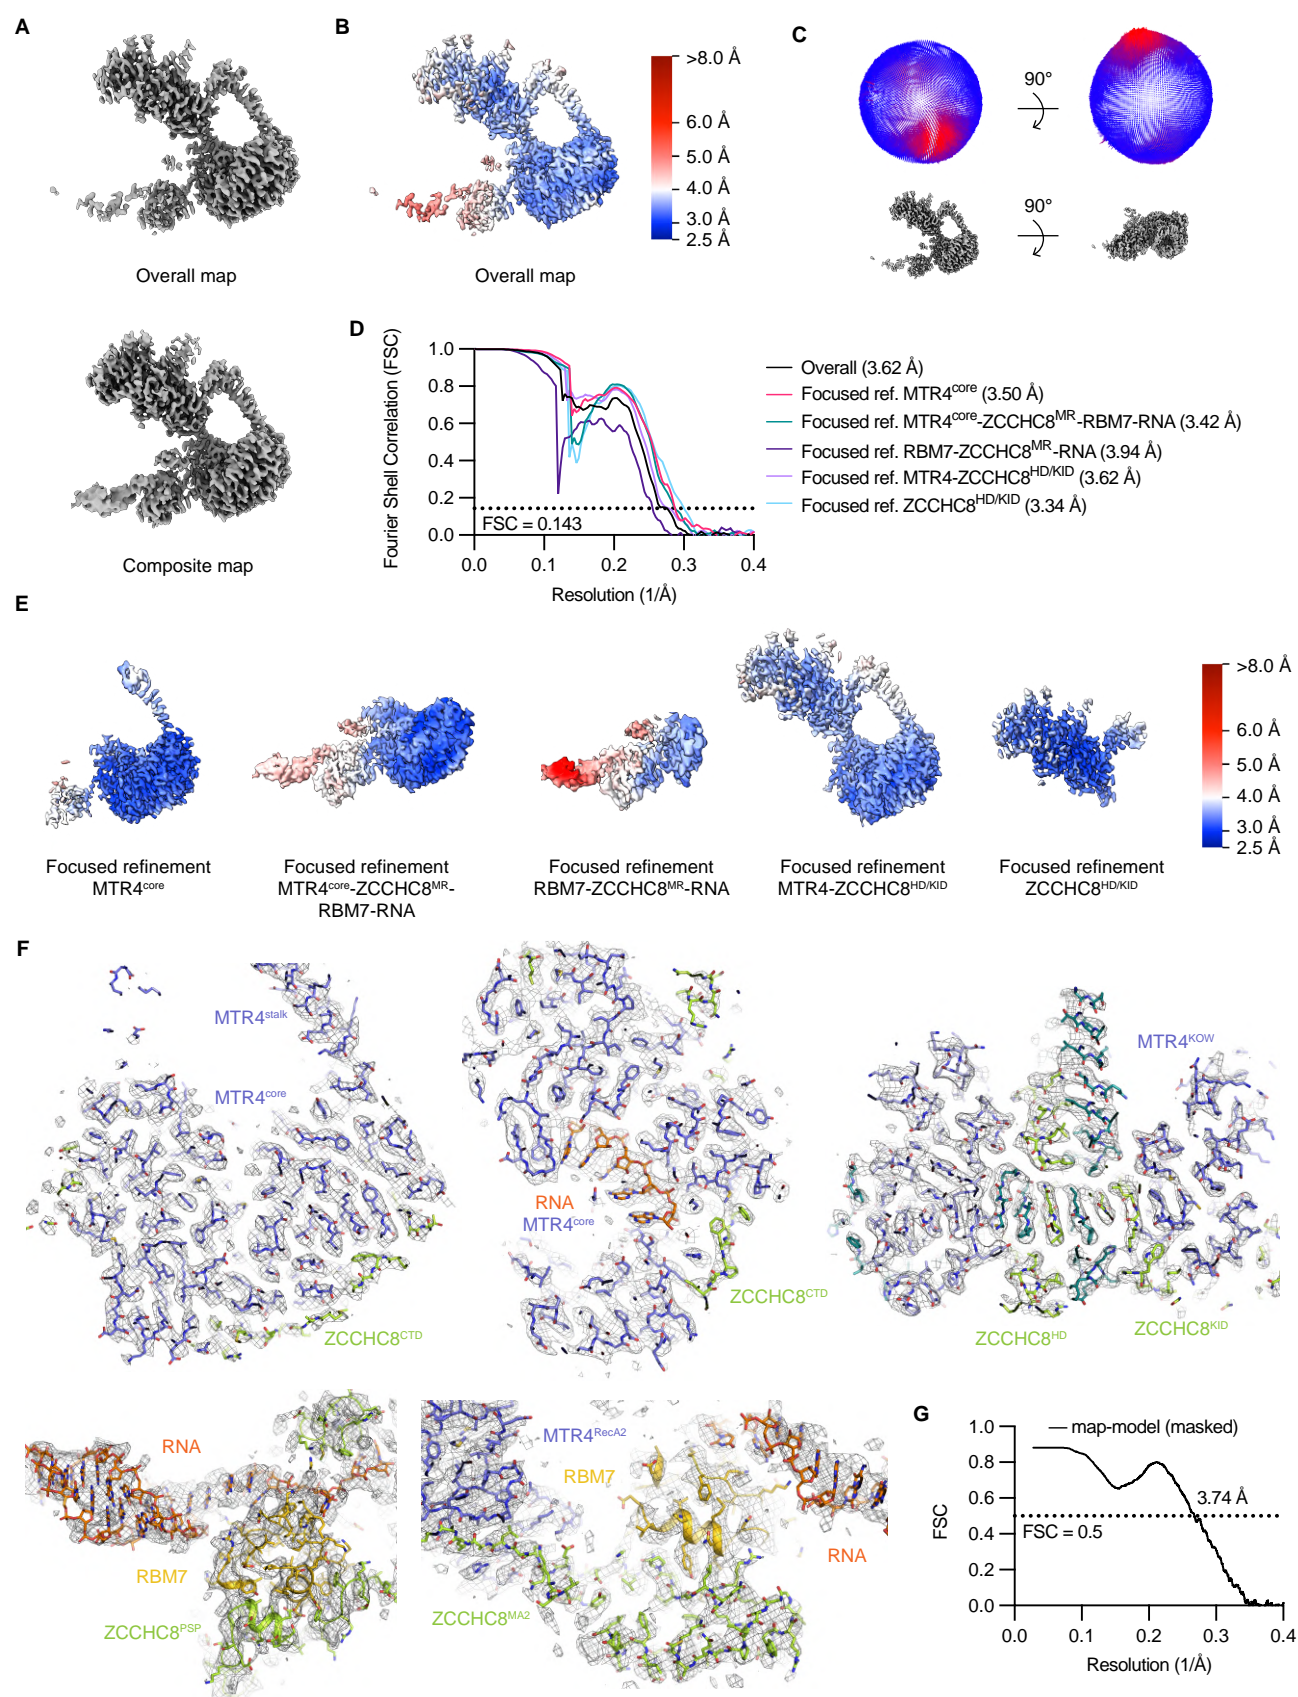 A
B
C
>8.0 Å
6.0 Å
5.0 Å
4.0 Å
3.0 Å
2.5 Å
90°
90°
Overall map
Overall map
Composite map
D
Fourier Shell Correlation (FSC)
1.0
0.8
0.6
0.4
0.2
0.0
FSC = 0.143
0.0 0.1 0.2 0.3 0.4
Resolution (1/Å)
Overall (3.62 Å)
Focused ref. MTR4core (3.50 Å)
Focused ref. MTR4core-ZCCHC8MR-RBM7-RNA (3.42 Å)
Focused ref. RBM7-ZCCHC8MR-RNA (3.94 Å)
Focused ref. MTR4-ZCCHC8HD/KID (3.62 Å)
Focused ref. ZCCHC8HD/KID (3.34 Å)
E
>8.0 Å
6.0 Å
5.0 Å
4.0 Å
3.0 Å
2.5 Å
Focused refinement
MTR4core
Focused refinement
MTR4core-ZCCHC8MR-
RBM7-RNA
Focused refinement
RBM7-ZCCHC8MR-RNA
Focused refinement
MTR4-ZCCHC8HD/KID
Focused refinement
ZCCHC8HD/KID
F
MTR4stalk
MTR4core
ZCCHC8CTD
RNA
MTR4core
ZCCHC8CTD
MTR4KOW
ZCCHC8HD
ZCCHC8KID
RNA
RBM7
ZCCHC8PSP
MTR4RecA2
RBM7
RNA
ZCCHC8MA2
G
FSC
1.0
0.8
0.6
0.4
0.2
0.0
map-model (masked)
3.74 Å
FSC = 0.5
0.0 0.1 0.2 0.3 0.4
Resolution (1/Å)